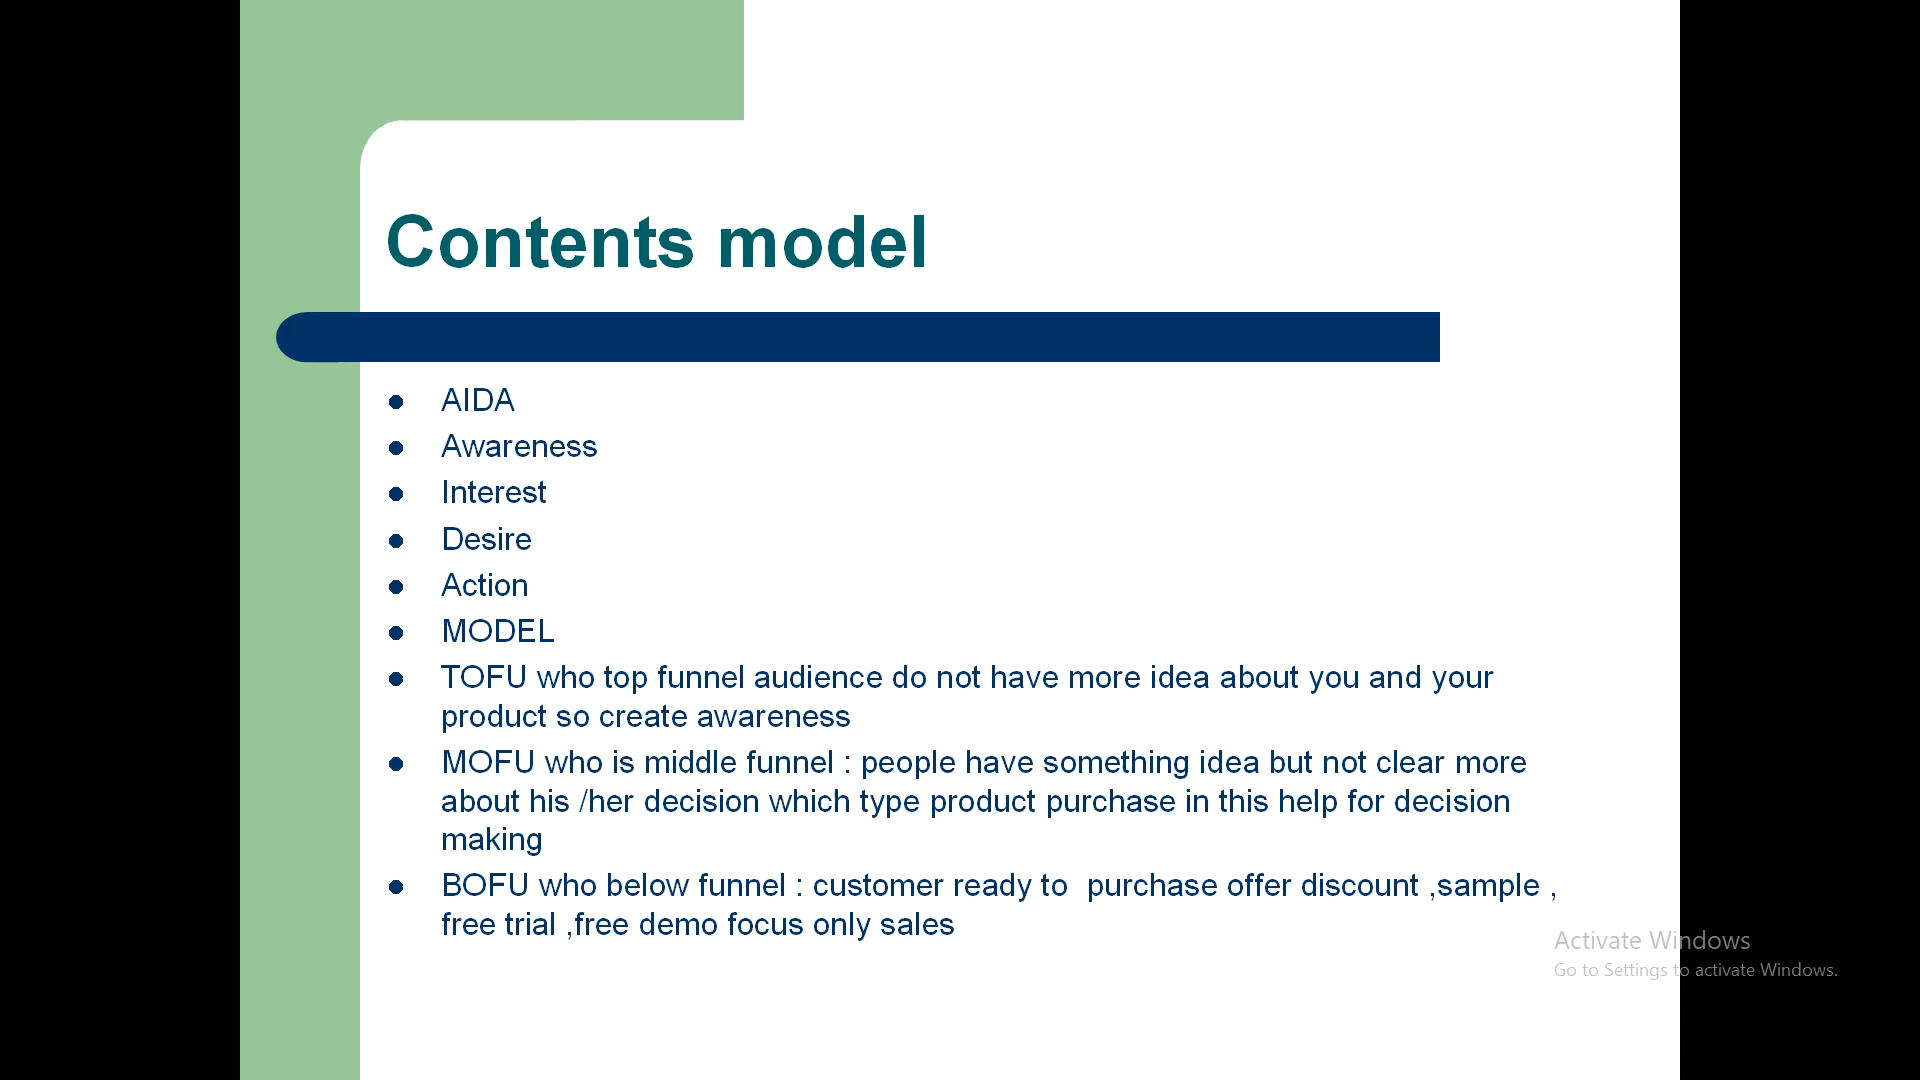 Contents model
AIDA
Awareness
Interest
Desire
Action
MODEL
TOFU who top funnel audience do not have more idea about you and your
product so create awareness
MOFU who is middle funnel : people have something idea but not clear more
about his /her decision which type product purchase in this help for decision
making
BOFU who below funnel : customer ready to  purchase offer discount ,sample ,
free trial ,free demo focus only sales
Activate Windows
Go to Settings to activate Windows.